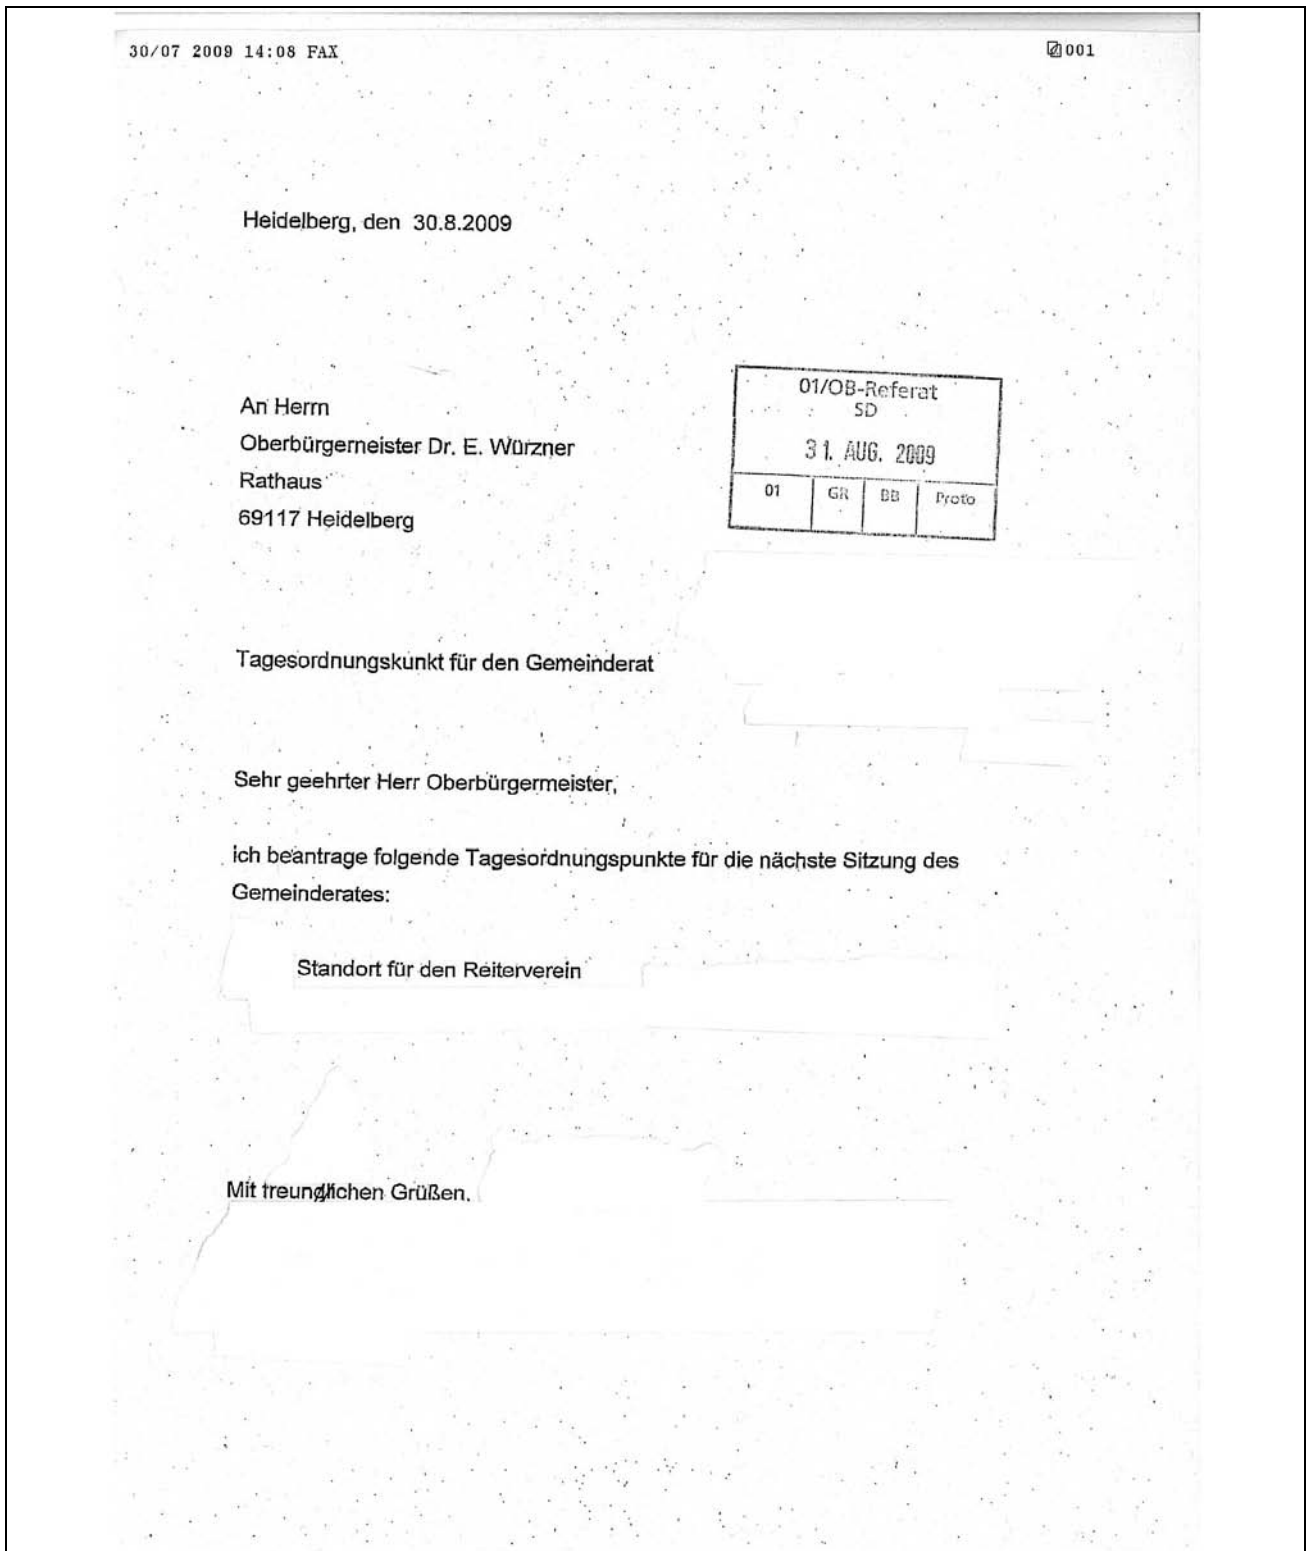 30/07 2009 14:08 FAX 001
Heidelberg, den 30.8.2009
01/OB-Referat
SD
31. AUG. 2009
01 GR BB Proto
An Herrn
Oberbürgerneister Dr. E. Würzner
Rathaus
69117 Heidelberg
Tagesordnungskunkt für den Gemeinderat
Sehr geehrter Herr Oberbürgermeister,
ich beantrage folgende Tagesordnungspunkte für die nächste Sitzung des
Gemeinderates:
Standort für den Reiterverein
Mit freundlichen Grüßen.